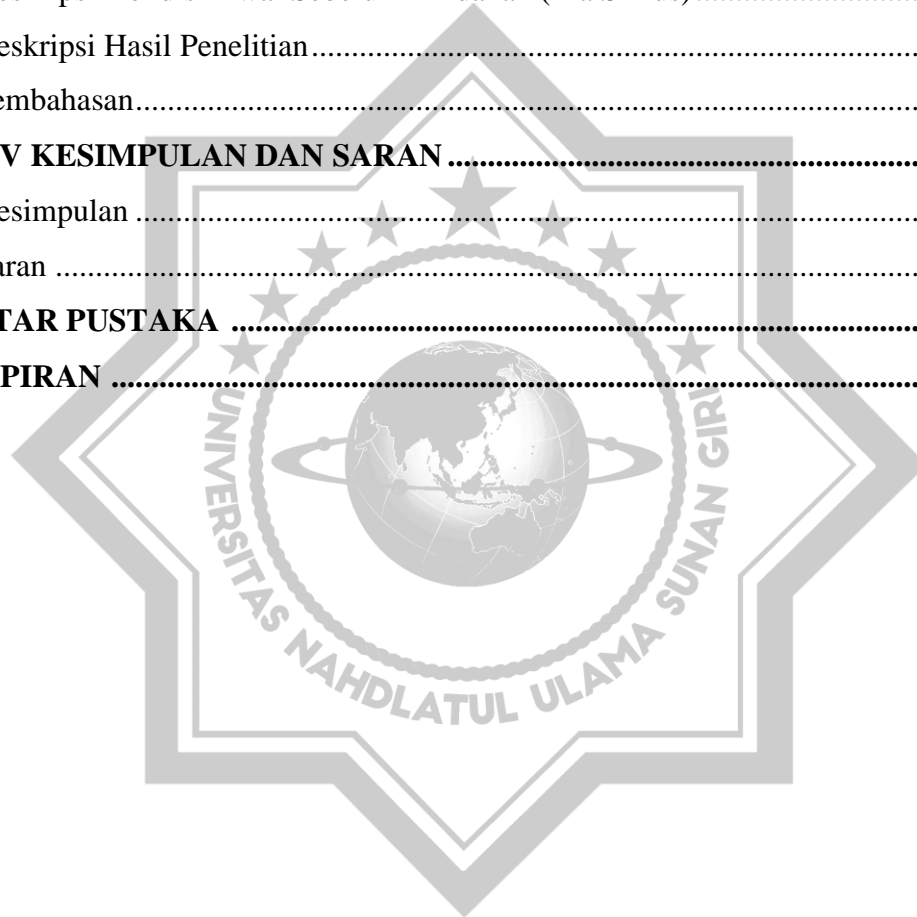 eskripsi Hasil Penelitian
embahasan
V KESIMPULAN DAN SARAN
esimpulan
aran
TAR PUSTAKA
PIRAN
UNIVERSITAS NAHDLATUL ULAMA SUNAN GIRI